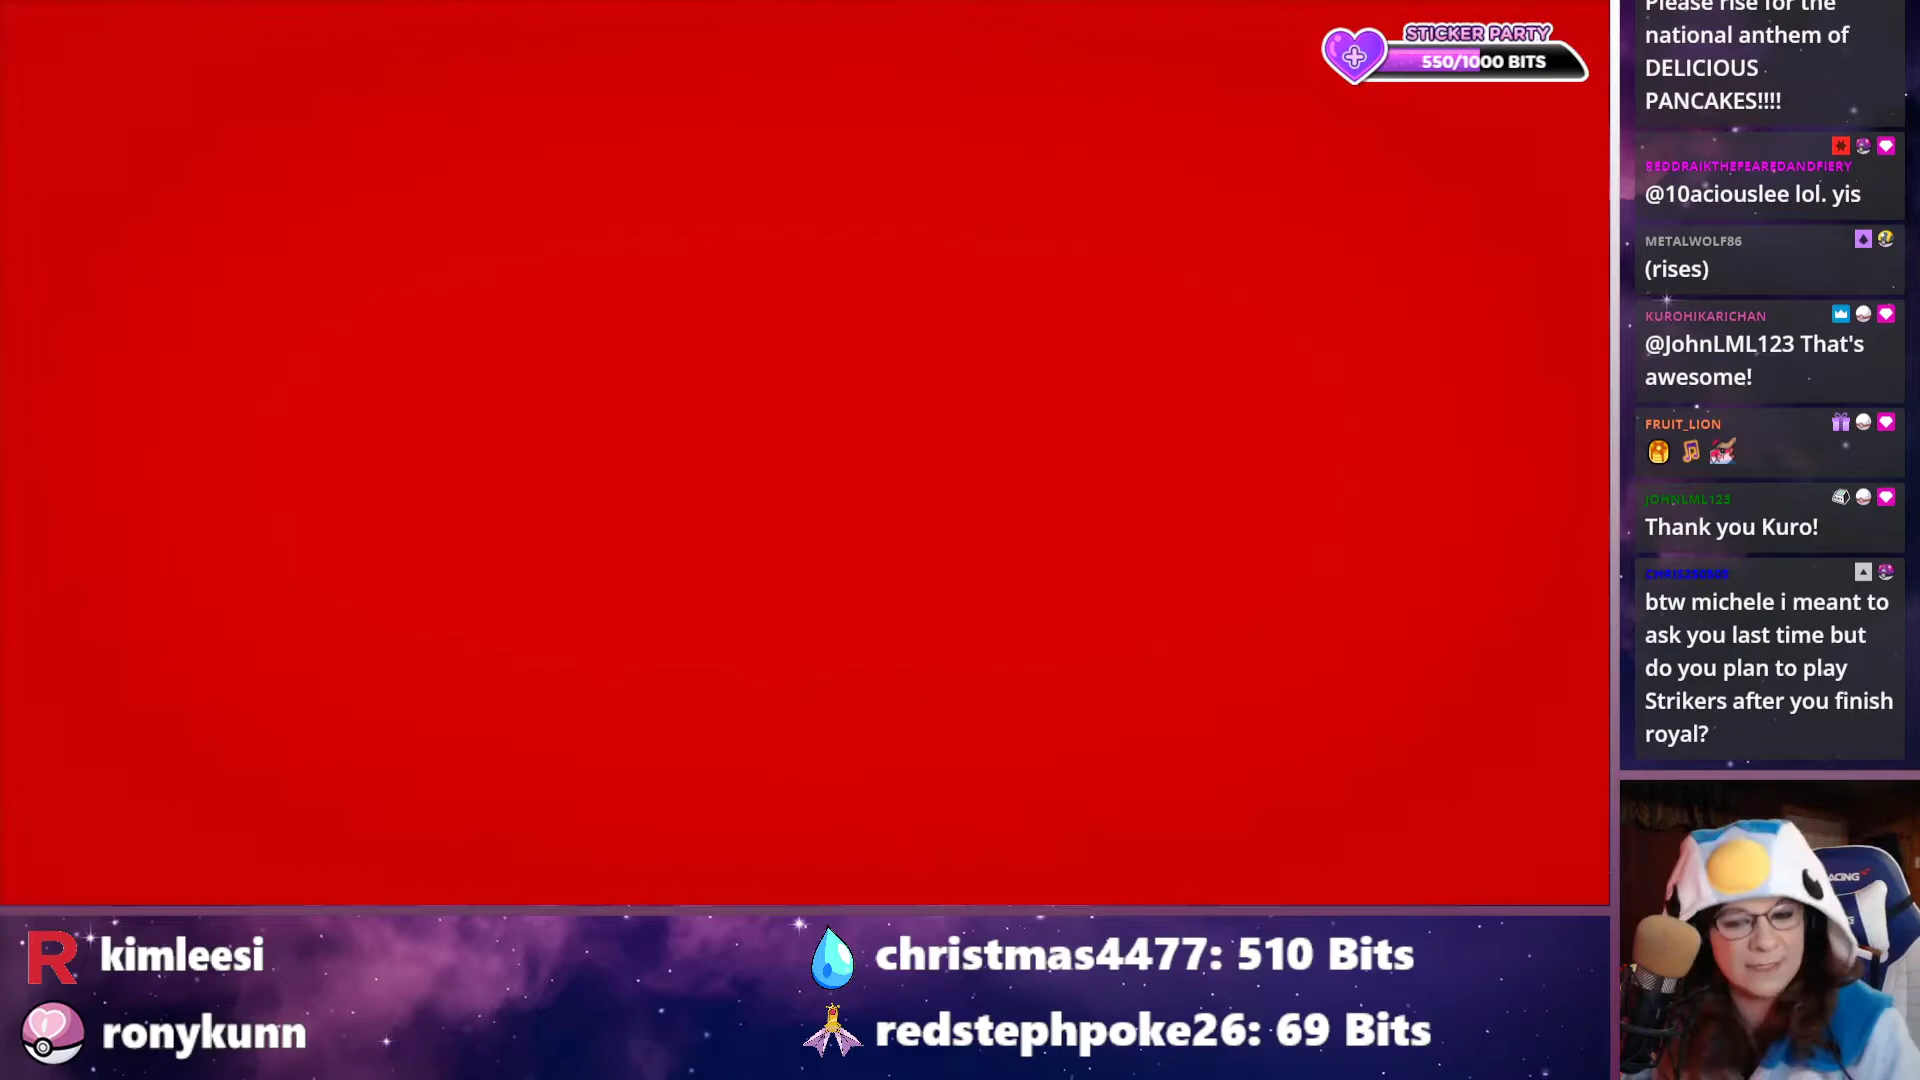 STICKER PARTY
550/1000 BITS
Please rise for the
national anthem of
DELICIOUS
PANCAKES!!!!
REDDRAIKTHEFEAREDANDFIERY
@10aciouslee lol. yis
METALWOLF86
(rises)
KUROHIKARICHAN
@JohnLML123 That's
awesome!
FRUIT_LION
JOHNLML123
Thank you Kuro!
btw michele i meant to
ask you last time but
do you plan to play
Strikers after you finish
royal?
R kimleesi
ronykunn
christmas4477: 510 Bits
redstephpoke26: 69 Bits